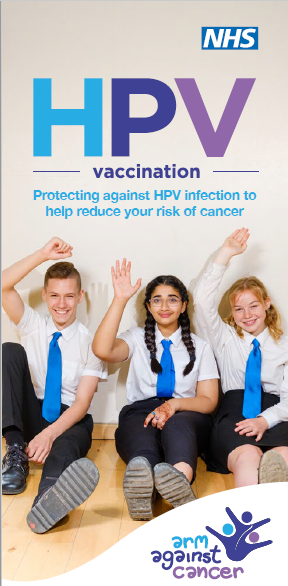 NHS
HPV
vaccination
Protecting against HPV infection to
help reduce your risk of cancer
arm
against
cancer